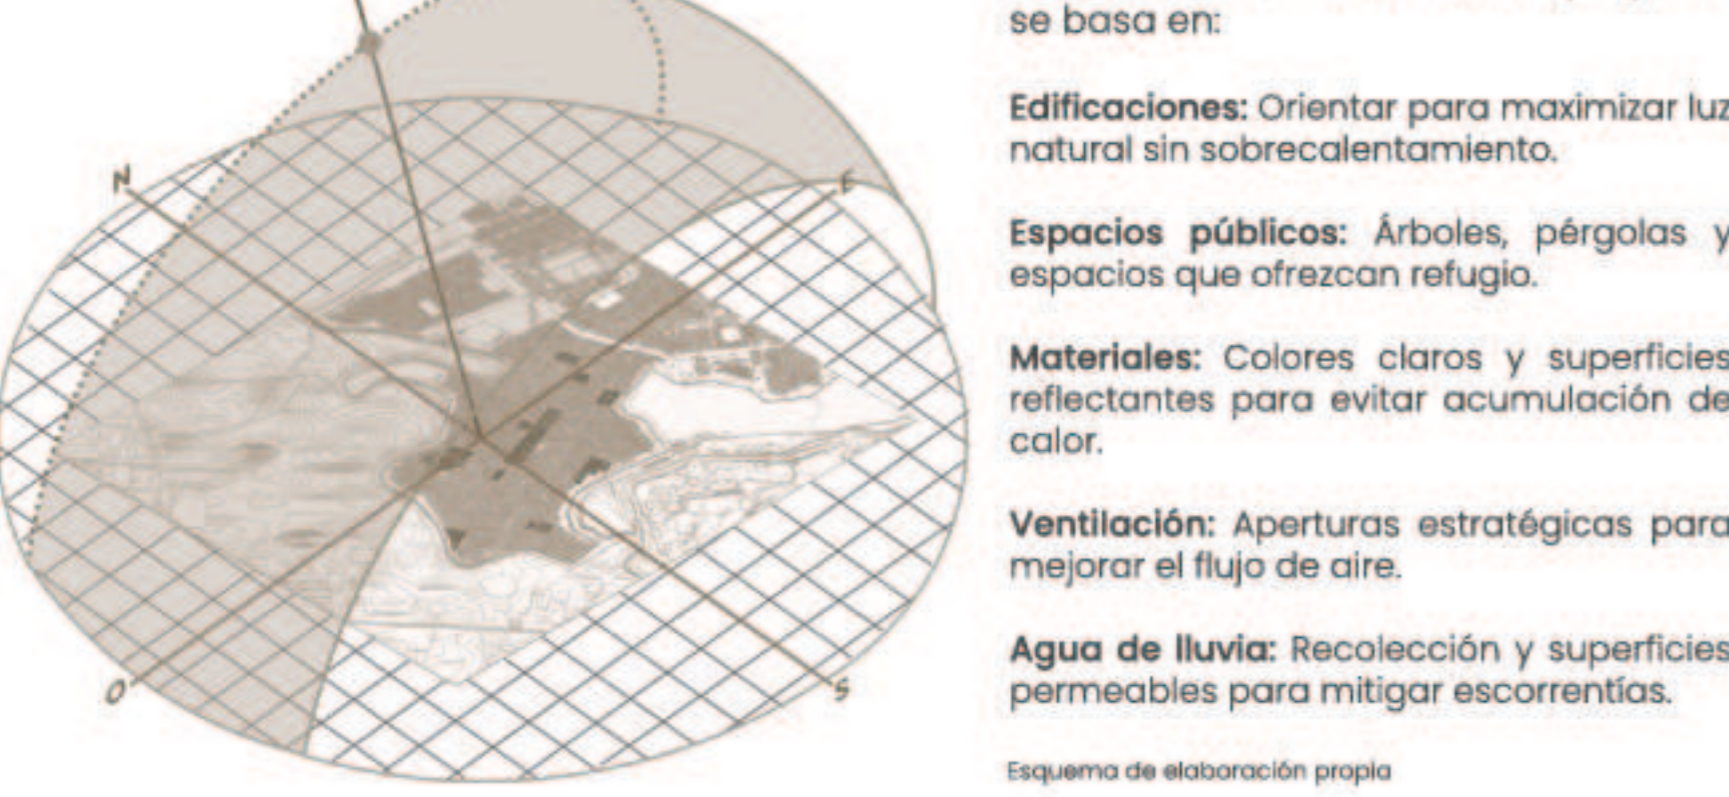 se basa en:
Edificaciones: Orientar para maximizar luz
natural sin sobrecalentamiento.
Espacios públicos: Árboles, pérgolas y
espacios que ofrezcan refugio.
Materiales: Colores claros y superficies
reflectantes para evitar acumulación de
calor.
Ventilación: Aperturas estratégicas para
mejorar el flujo de aire.
Agua de lluvia: Recolección y superficies
permeables para mitigar escorrentías.
Esquema de elaboración propia
N
E
O
S